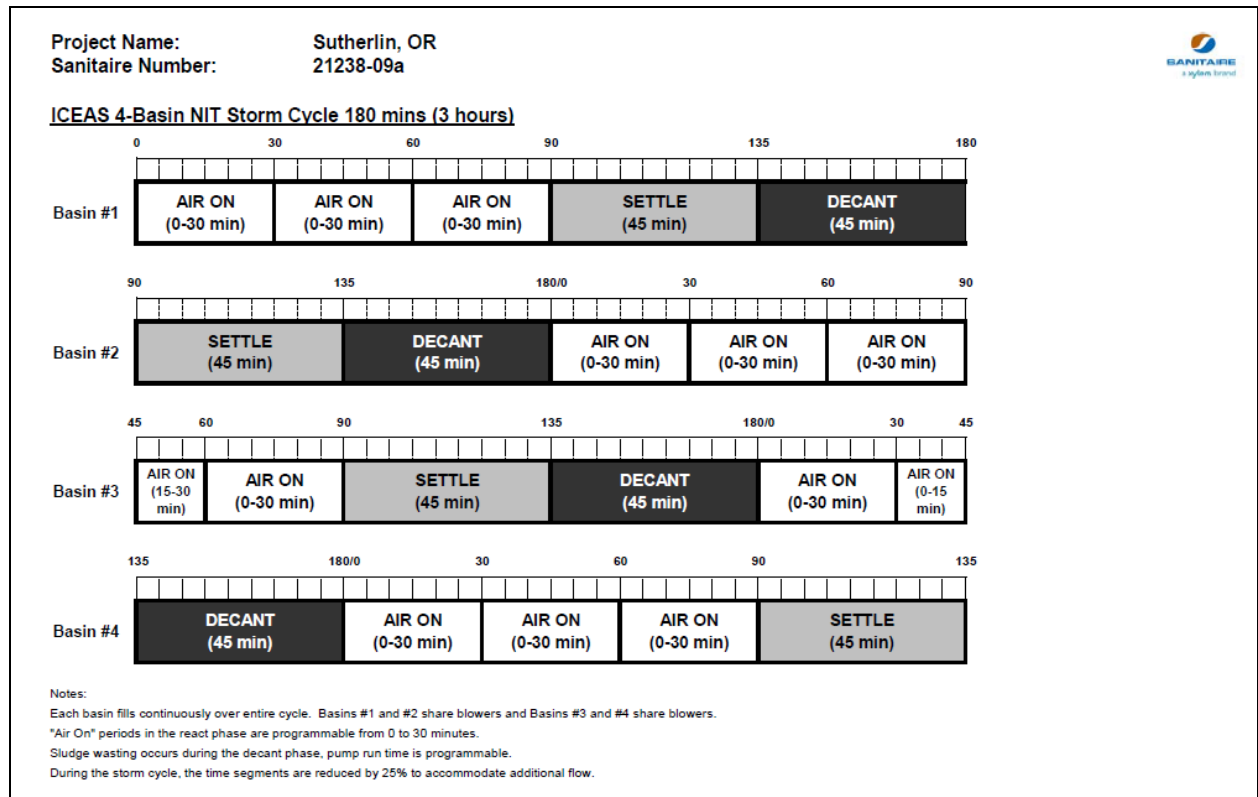 Project Name: Sutherlin, OR
Sanitaire Number: 21238-09a
SANITAIRE
a xylem brand
ICEAS 4-Basin NIT Storm Cycle 180 mins (3 hours)
0 30 60 90 135 180
Basin #1
AIR ON AIR ON AIR ON SETTLE DECANT
(0-30 min) (0-30 min) (0-30 min) (45 min) (45 min)
90 135 180/0 30 60 90
Basin #2
SETTLE DECANT AIR ON AIR ON AIR ON
(45 min) (45 min) (0-30 min) (0-30 min) (0-30 min)
45 60 90 135 180/0 30 45
Basin #3
AIR ON
(15-30
min)
AIR ON SETTLE DECANT AIR ON
(0-30 min) (45 min) (45 min) (0-30 min)
AIR ON
(0-15
min)
135 180/0 30 60 90 135
Basin #4
DECANT AIR ON AIR ON AIR ON SETTLE
(45 min) (0-30 min) (0-30 min) (0-30 min) (45 min)
Notes:
Each basin fills continuously over entire cycle. Basins #1 and #2 share blowers and Basins #3 and #4 share blowers.
"Air On" periods in the react phase are programmable from 0 to 30 minutes.
Sludge wasting occurs during the decant phase, pump run time is programmable.
During the storm cycle, the time segments are reduced by 25% to accommodate additional flow.